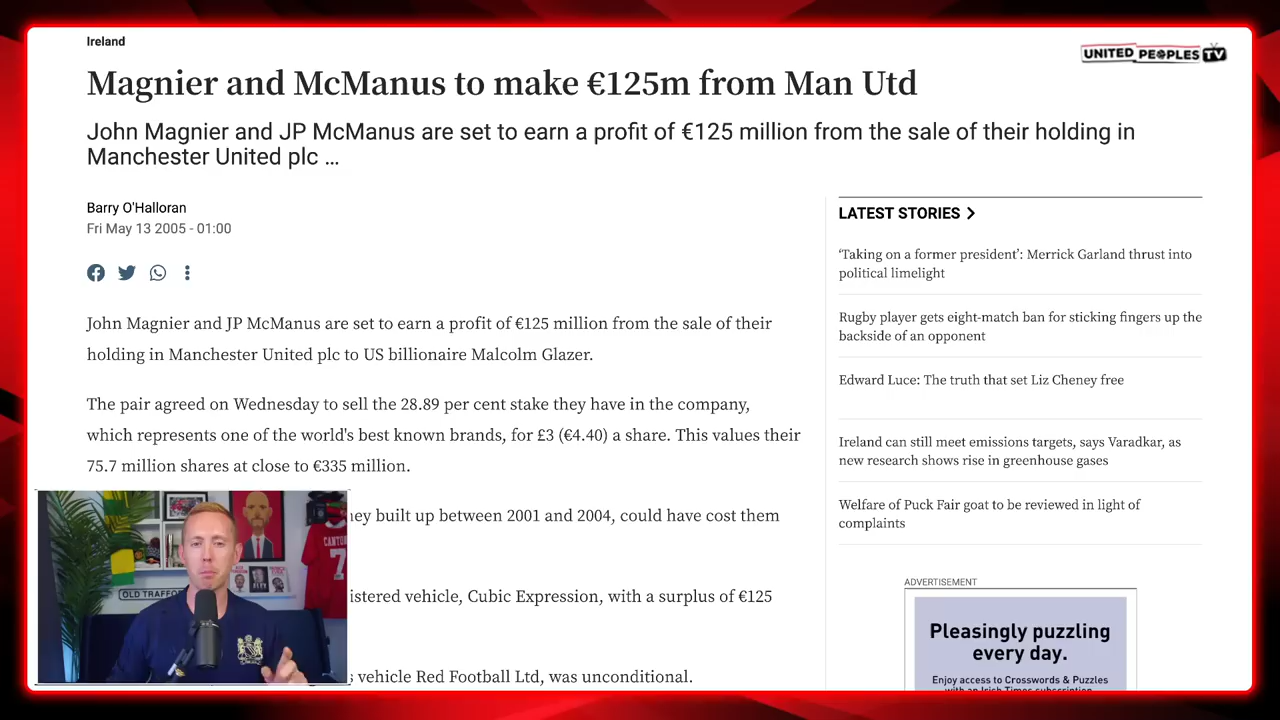 Ireland
UNITED PEOPLES TV
Magnier and McManus to make €125m from Man Utd
John Magnier and JP McManus are set to earn a profit of €125 million from the sale of their holding in
Manchester United plc ...
Barry O'Halloran
Fri May 13 2005 - 01:00
John Magnier and JP McManus are set to earn a profit of €125 million from the sale of their
holding in Manchester United plc to US billionaire Malcolm Glazer.
The pair agreed on Wednesday to sell the 28.89 per cent stake they have in the company,
which represents one of the world's best known brands, for £3 (€4.40) a share. This values their
75.7 million shares at close to €335 million.
hey built up between 2001 and 2004, could have cost them
istered vehicle, Cubic Expression, with a surplus of €125
s vehicle Red Football Ltd, was unconditional.
LATEST STORIES
‘Taking on a former president’: Merrick Garland thrust into
political limelight
Rugby player gets eight-match ban for sticking fingers up the
backside of an opponent
Edward Luce: The truth that set Liz Cheney free
Ireland can still meet emissions targets, says Varadkar, as
new research shows rise in greenhouse gases
Welfare of Puck Fair goat to be reviewed in light of
complaints
ADVERTISEMENT
Pleasingly puzzling
every day.
Enjoy access to Crosswords & Puzzles
with an Irish Times subscription
OLD TRAFFO
CANTO
7